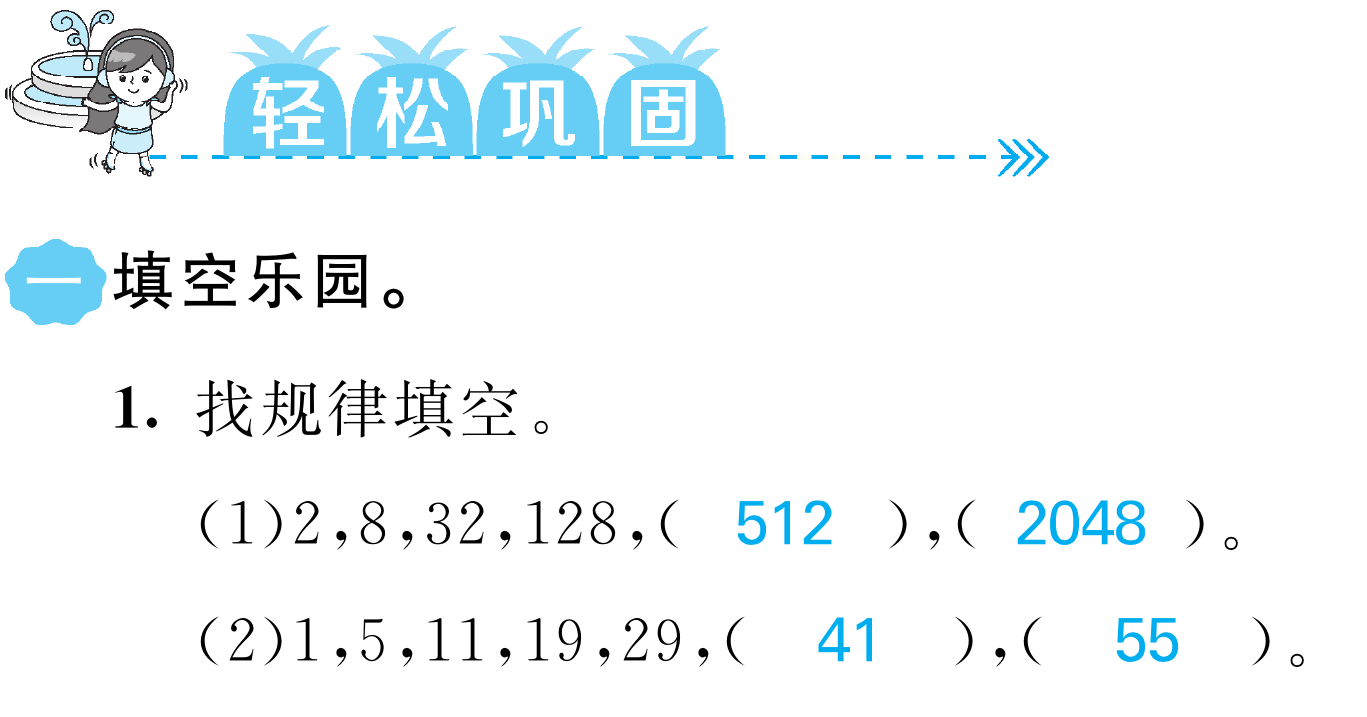 轻松巩固
一 填空乐园。
1. 找规律填空。
(1)2,8,32,128,( 512 ),( 2048 )。
(2)1,5,11,19,29,( 41 ),( 55 )。